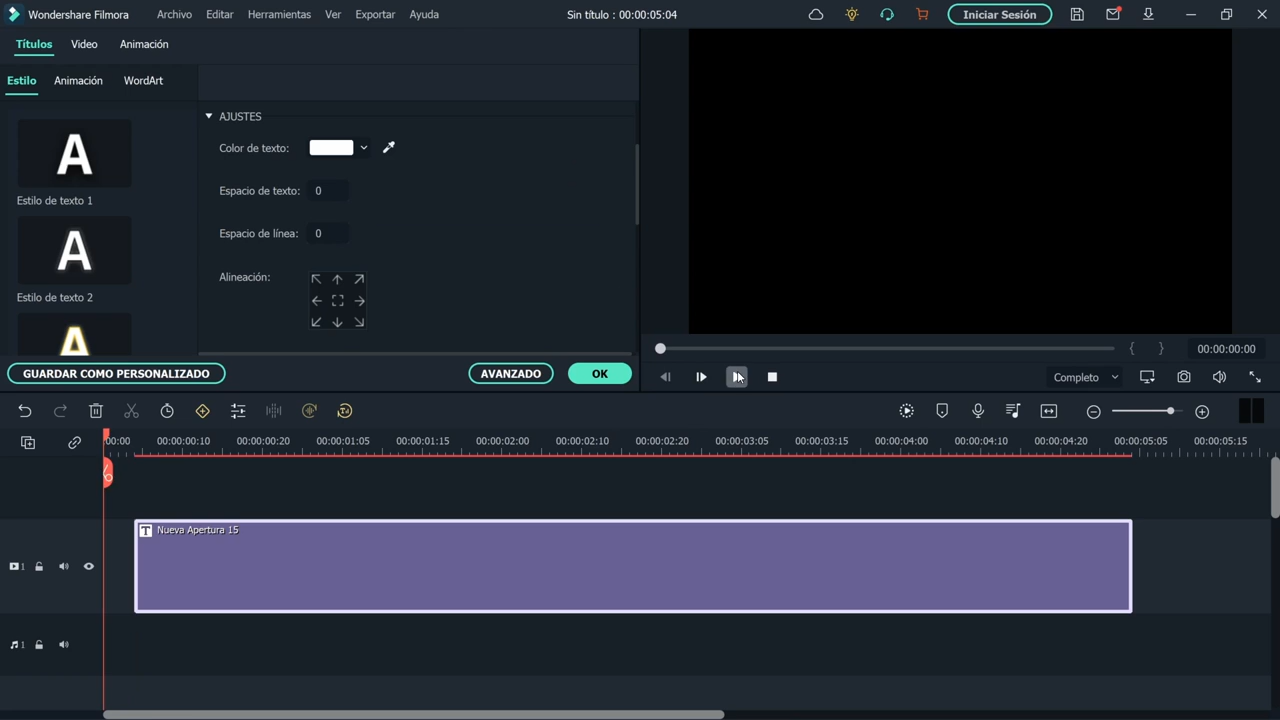 Wondershare Filmora Archivo Editar Herramientas Ver Exportar Ayuda Sin título : 00:00:05:04 Iniciar Sesión
Títulos Video Animación
Estilo Animación WordArt
AJUSTES
Color de texto:
A
Estilo de texto 1
Espacio de texto: 0
Espacio de línea: 0
A
Alineación:
Estilo de texto 2
A
00:00:00:00
GUARDAR COMO PERSONALIZADO AVANZADO OK
Completo
00:00 00:00:00:10 00:00:00:20 00:00:01:05 00:00:01:15 00:00:02:00 00:00:02:10 00:00:02:20 00:00:03:05 00:00:03:15 00:00:04:00 00:00:04:10 00:00:04:20 00:00:05:05 00:00:05:15
T Nueva Apertura 15
1
1